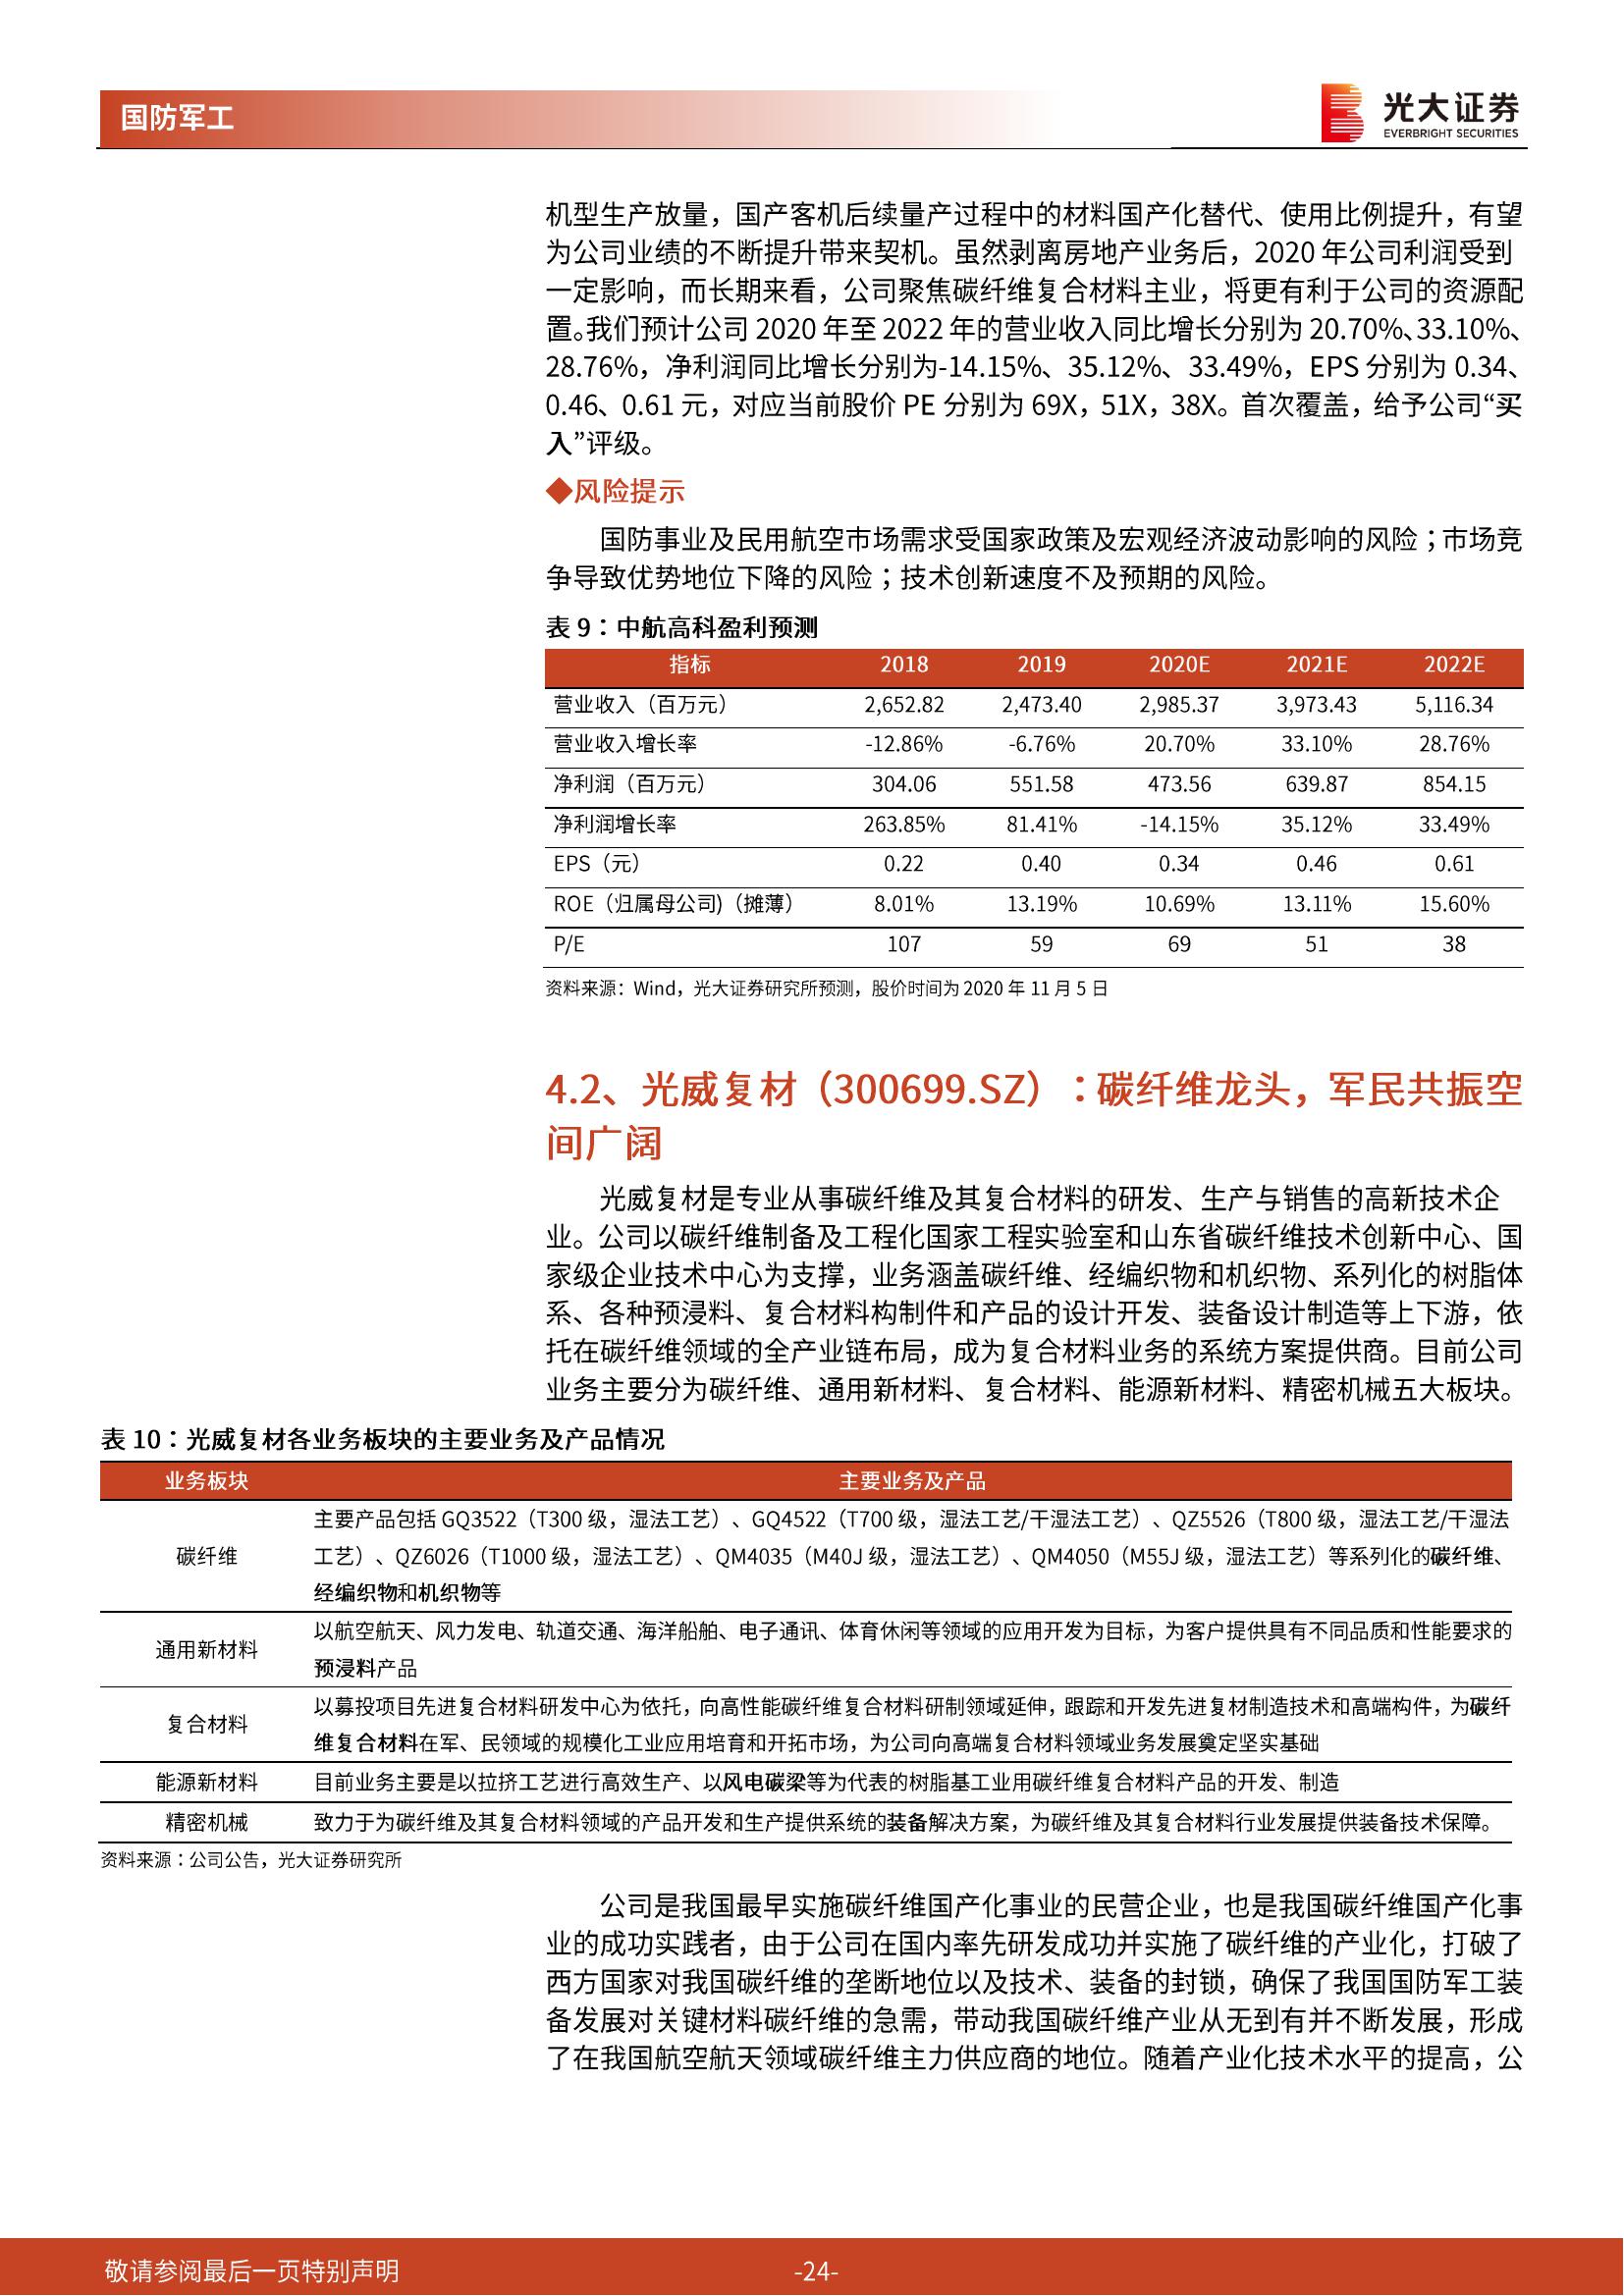 国防军工
光大证券
EVERBRIGHT SECURITIES
机型生产放量，国产客机后续量产过程中的材料国产化替代、使用比例提升，有望
为公司业绩的不断提升带来契机。虽然剥离房地产业务后，2020 年公司利润受到
一定影响，而长期来看，公司聚焦碳纤维复合材料主业，将更有利于公司的资源配
置。我们预计公司 2020 年至 2022 年的营业收入同比增长分别为 20.70%、33.10%、
28.76%，净利润同比增长分别为-14.15%、35.12%、33.49%，EPS 分别为 0.34、
0.46、0.61 元，对应当前股价 PE 分别为 69X，51X，38X。首次覆盖，给予公司“买
入”评级。
◆风险提示
国防事业及民用航空市场需求受国家政策及宏观经济波动影响的风险；市场竞
争导致优势地位下降的风险；技术创新速度不及预期的风险。
表 9：中航高科盈利预测
指标 2018 2019 2020E 2021E 2022E
营业收入（百万元） 2,652.82 2,473.40 2,985.37 3,973.43 5,116.34
营业收入增长率 -12.86% -6.76% 20.70% 33.10% 28.76%
净利润（百万元） 304.06 551.58 473.56 639.87 854.15
净利润增长率 263.85% 81.41% -14.15% 35.12% 33.49%
EPS（元） 0.22 0.40 0.34 0.46 0.61
ROE（归属母公司)（摊薄） 8.01% 13.19% 10.69% 13.11% 15.60%
P/E 107 59 69 51 38
资料来源：Wind，光大证券研究所预测，股价时间为 2020 年 11 月 5 日
4.2、光威复材（300699.SZ）：碳纤维龙头，军民共振空
间广阔
光威复材是专业从事碳纤维及其复合材料的研发、生产与销售的高新技术企
业。公司以碳纤维制备及工程化国家工程实验室和山东省碳纤维技术创新中心、国
家级企业技术中心为支撑，业务涵盖碳纤维、经编织物和机织物、系列化的树脂体
系、各种预浸料、复合材料构制件和产品的设计开发、装备设计制造等上下游，依
托在碳纤维领域的全产业链布局，成为复合材料业务的系统方案提供商。目前公司
业务主要分为碳纤维、通用新材料、复合材料、能源新材料、精密机械五大板块。
表 10：光威复材各业务板块的主要业务及产品情况
业务板块 主要业务及产品
碳纤维 主要产品包括 GQ3522（T300 级，湿法工艺）、GQ4522（T700 级，湿法工艺/干湿法工艺）、QZ5526（T800 级，湿法工艺/干湿法
工艺）、QZ6026（T1000 级，湿法工艺）、QM4035（M40J 级，湿法工艺）、QM4050（M55J 级，湿法工艺）等系列化的碳纤维、
经编织物和机织物等
通用新材料 以航空航天、风力发电、轨道交通、海洋船舶、电子通讯、体育休闲等领域的应用开发为目标，为客户提供具有不同品质和性能要求的
预浸料产品
复合材料 以募投项目先进复合材料研发中心为依托，向高性能碳纤维复合材料研制领域延伸，跟踪和开发先进复材制造技术和高端构件，为碳纤
维复合材料在军、民领域的规模化工业应用培育和开拓市场，为公司向高端复合材料领域业务发展奠定坚实基础
能源新材料 目前业务主要是以拉挤工艺进行高效生产、以风电碳梁等为代表的树脂基工业用碳纤维复合材料产品的开发、制造
精密机械 致力于为碳纤维及其复合材料领域的产品开发和生产提供系统的装备解决方案，为碳纤维及其复合材料行业发展提供装备技术保障。
资料来源：公司公告，光大证券研究所
公司是我国最早实施碳纤维国产化事业的民营企业，也是我国碳纤维国产化事
业的成功实践者，由于公司在国内率先研发成功并实施了碳纤维的产业化，打破了
西方国家对我国碳纤维的垄断地位以及技术、装备的封锁，确保了我国国防军工装
备发展对关键材料碳纤维的急需，带动我国碳纤维产业从无到有并不断发展，形成
了在我国航空航天领域碳纤维主力供应商的地位。随着产业化技术水平的提高，公
敬请参阅最后一页特别声明 -24-